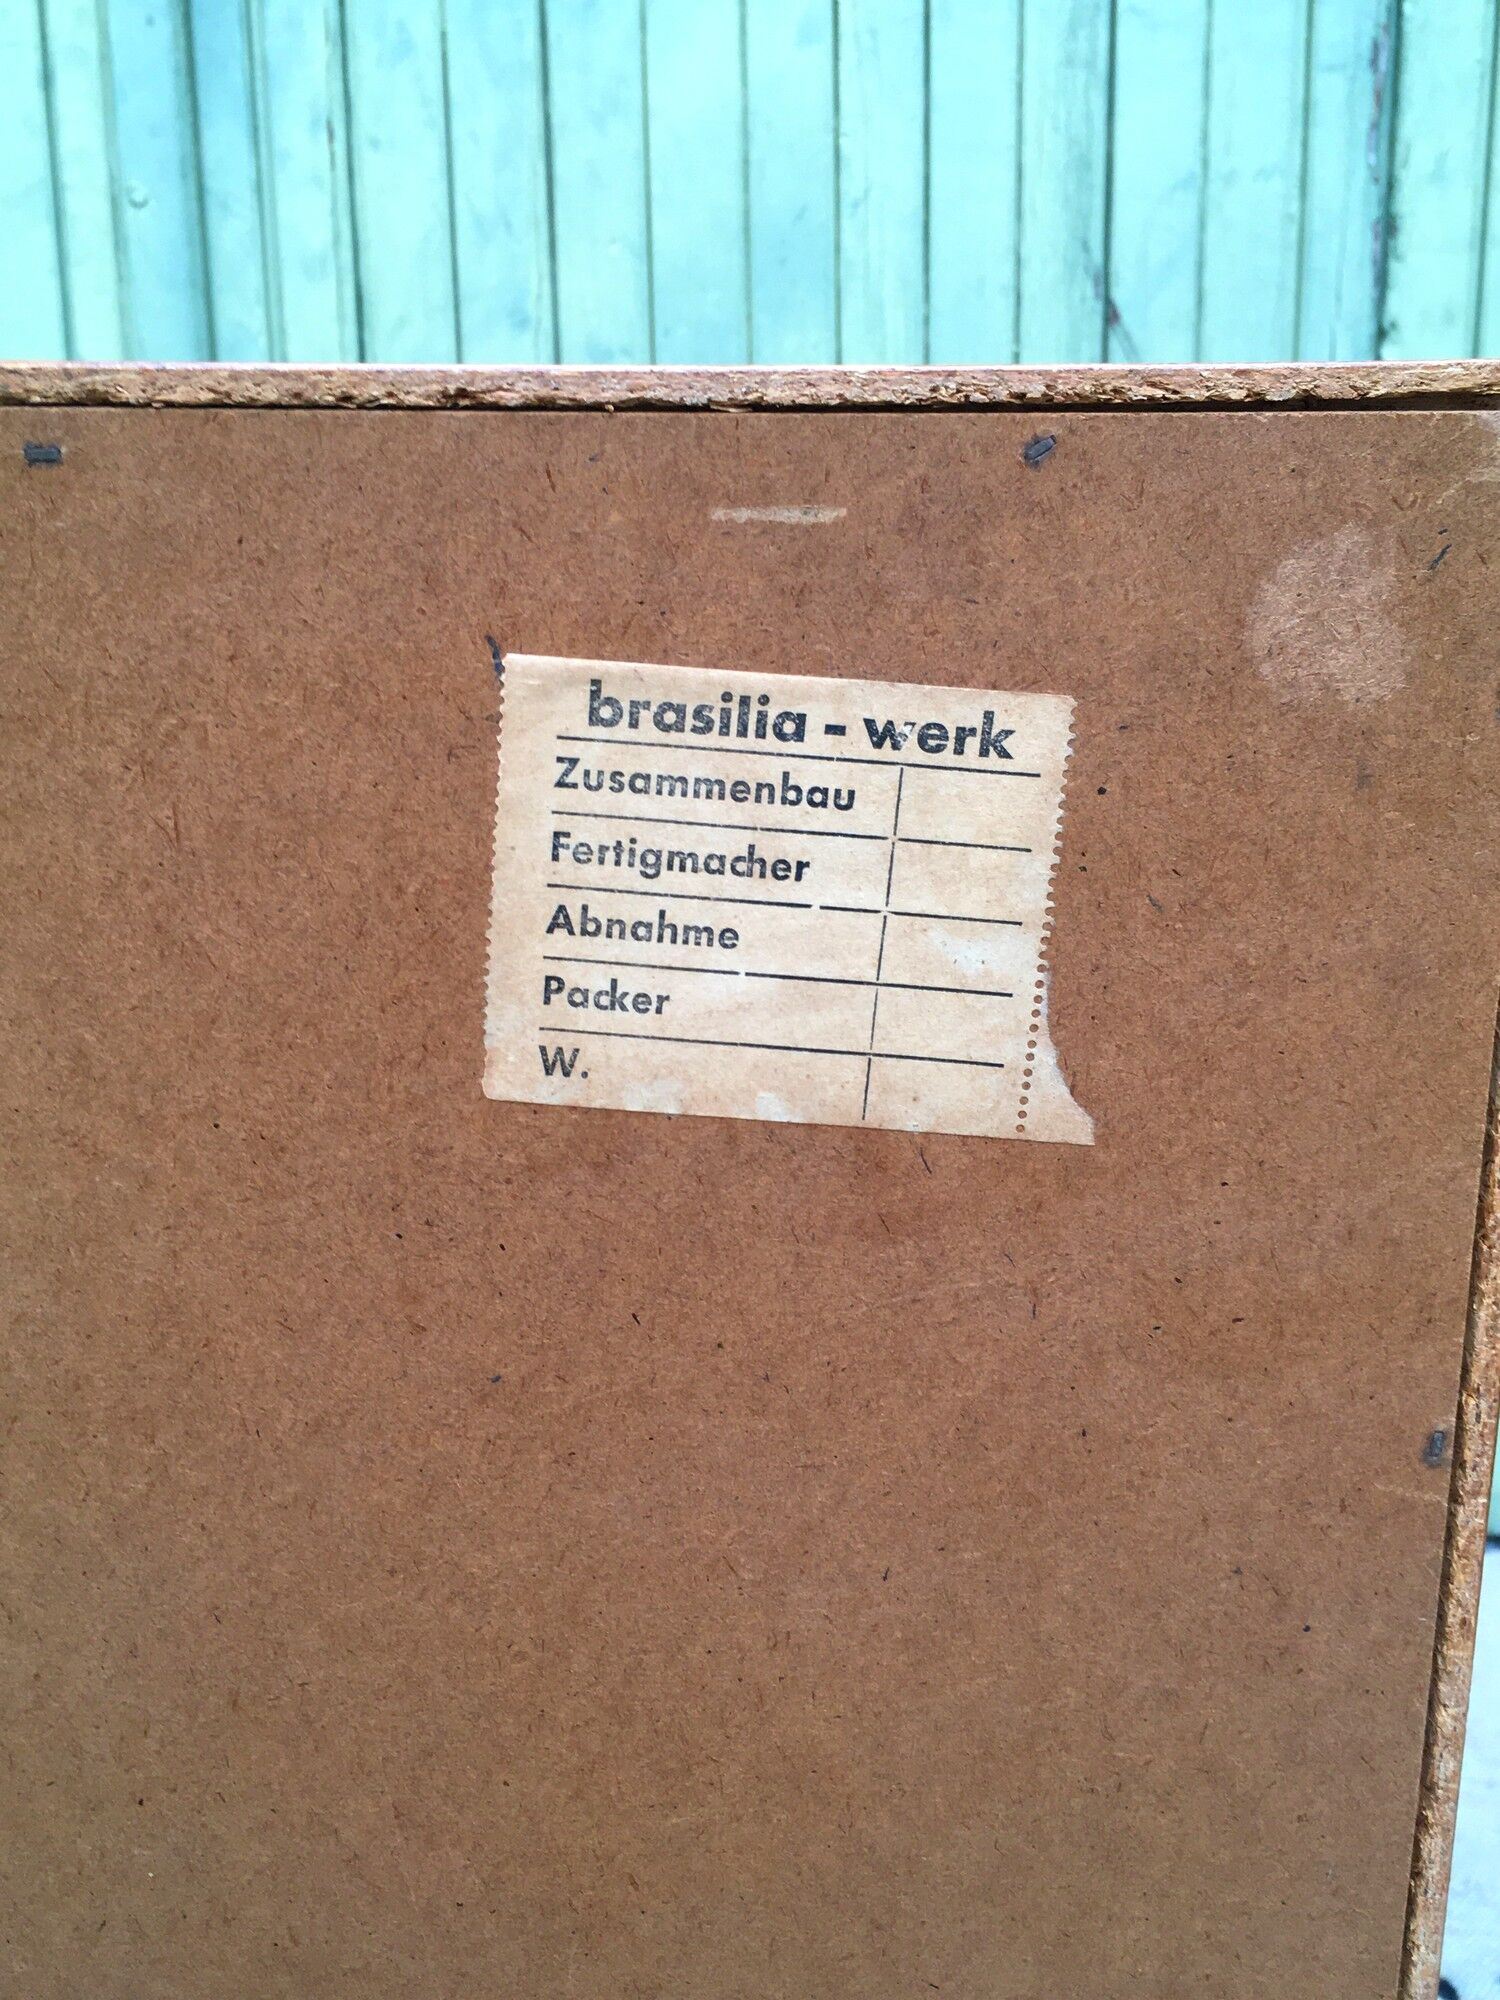 brasilia - werk
Zusammenbau
Fertigmacher
Abnahme
Packer
W.